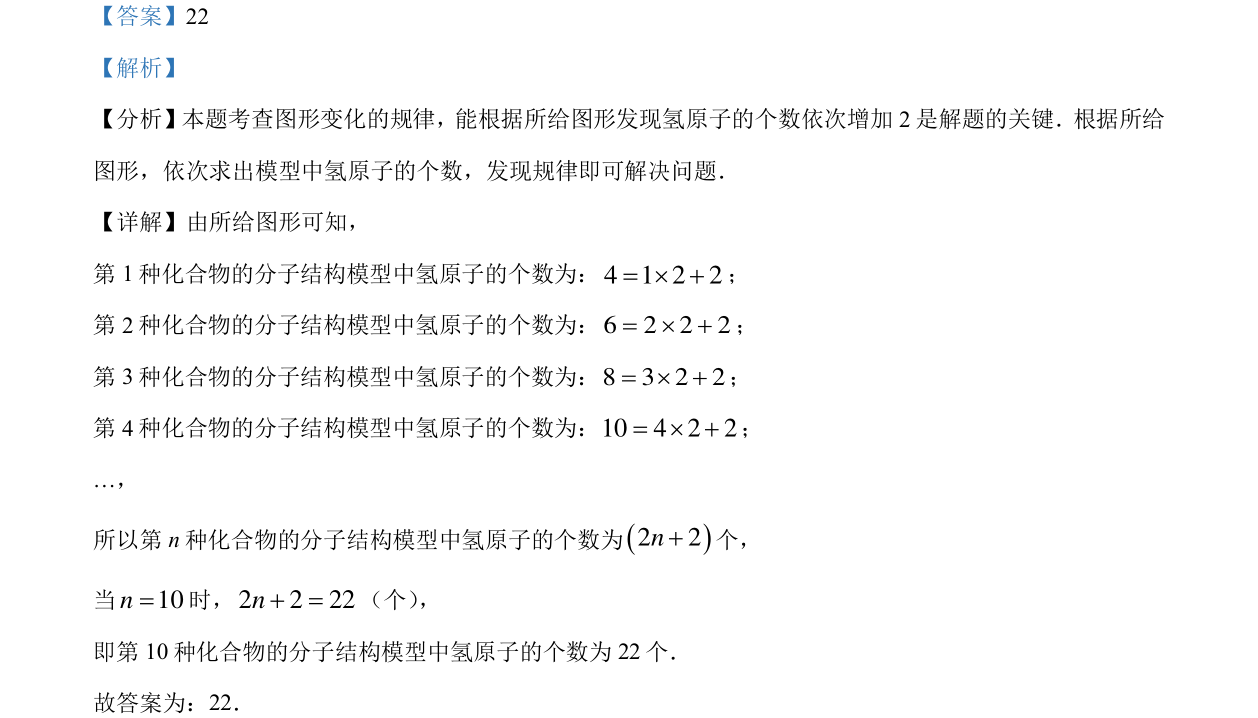 【答案】22
【解析】
【分析】本题考查图形变化的规律，能根据所给图形发现氢原子的个数依次增加 2 是解题的关键．根据所给
图形，依次求出模型中氢原子的个数，发现规律即可解决问题．
【详解】由所给图形可知，
第 1 种化合物的分子结构模型中氢原子的个数为：4＝1×2＋2；
第 2 种化合物的分子结构模型中氢原子的个数为：6＝2×2＋2；
第 3 种化合物的分子结构模型中氢原子的个数为：8＝3×2＋2；
第 4 种化合物的分子结构模型中氢原子的个数为：10＝4×2＋2；
…，
所以第 n 种化合物的分子结构模型中氢原子的个数为(2n＋2)个，
当n＝10时，2n＋2＝22（个），
即第 10 种化合物的分子结构模型中氢原子的个数为 22 个．
故答案为：22．